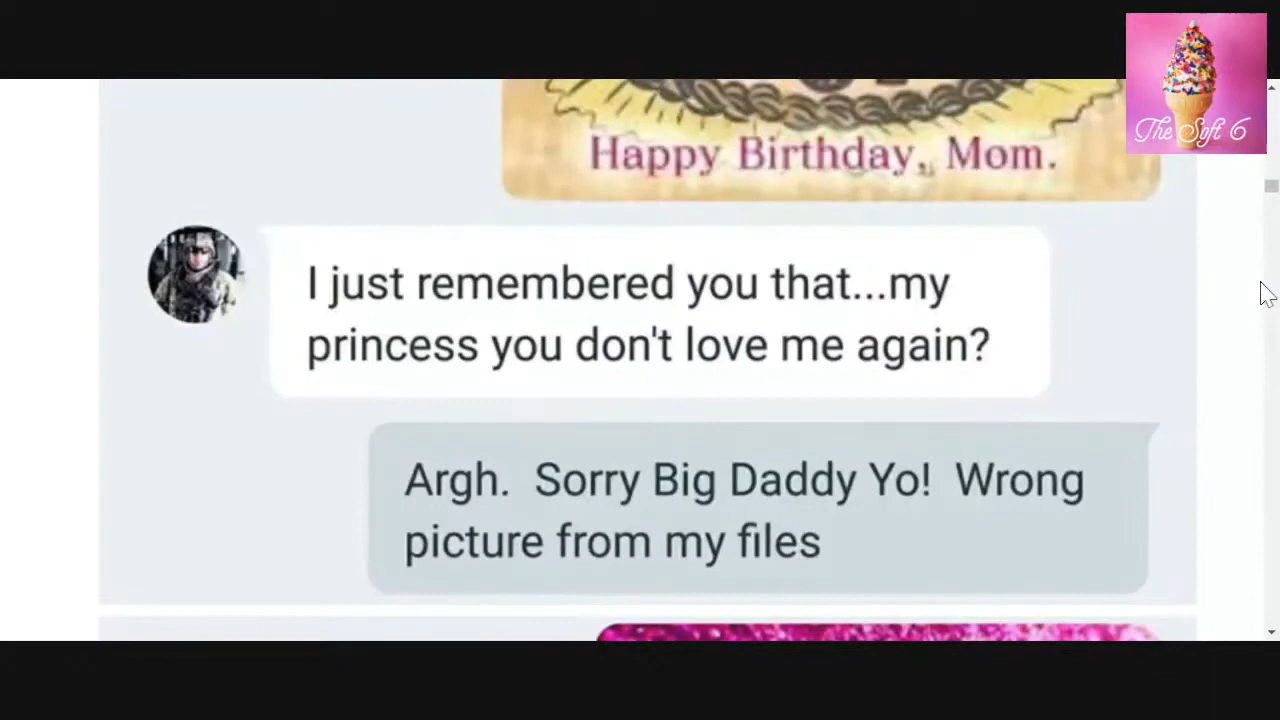 The Soft 6
Happy Birthday, Mom.
I just remembered you that...my
princess you don't love me again?
Argh.  Sorry Big Daddy Yo!  Wrong
picture from my files